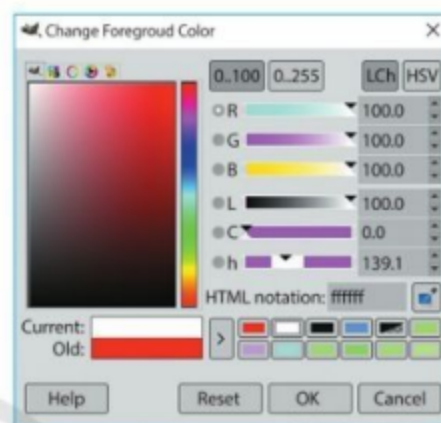 Change Foregroud Color
0..100 0..255 LCh HSV
R 100.0
G 100.0
B 100.0
L 100.0
C 0.0
h 139.1
HTML notation: ffffff
Current:
Old:
>
Help Reset OK Cancel